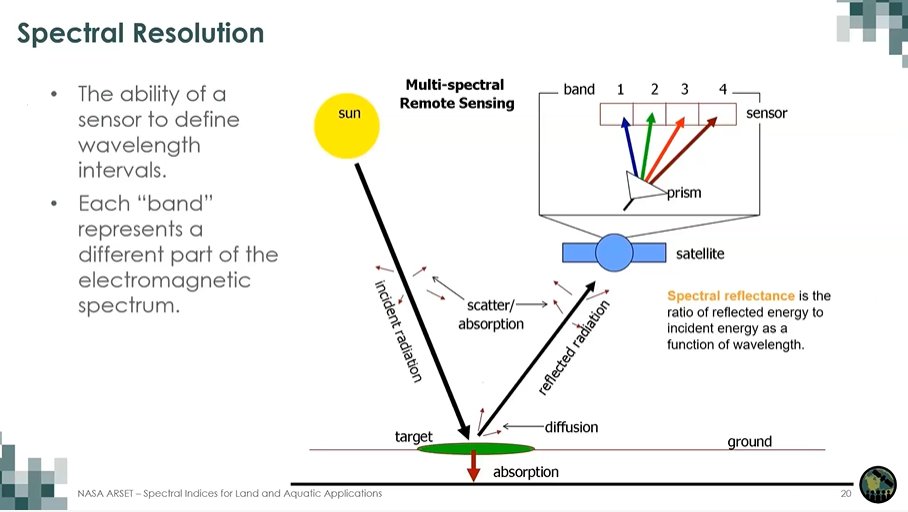 Spectral Resolution
• The ability of a
sensor to define
wavelength
intervals.
• Each “band”
represents a
different part of the
electromagnetic
spectrum.
Multi-spectral
Remote Sensing
sun
band 1 2 3 4
sensor
prism
satellite
incident radiation
scatter/
absorption
reflected radiation
Spectral reflectance is the
ratio of reflected energy to
incident energy as a
function of wavelength.
target
diffusion
ground
absorption
NASA ARSET – Spectral Indices for Land and Aquatic Applications
20